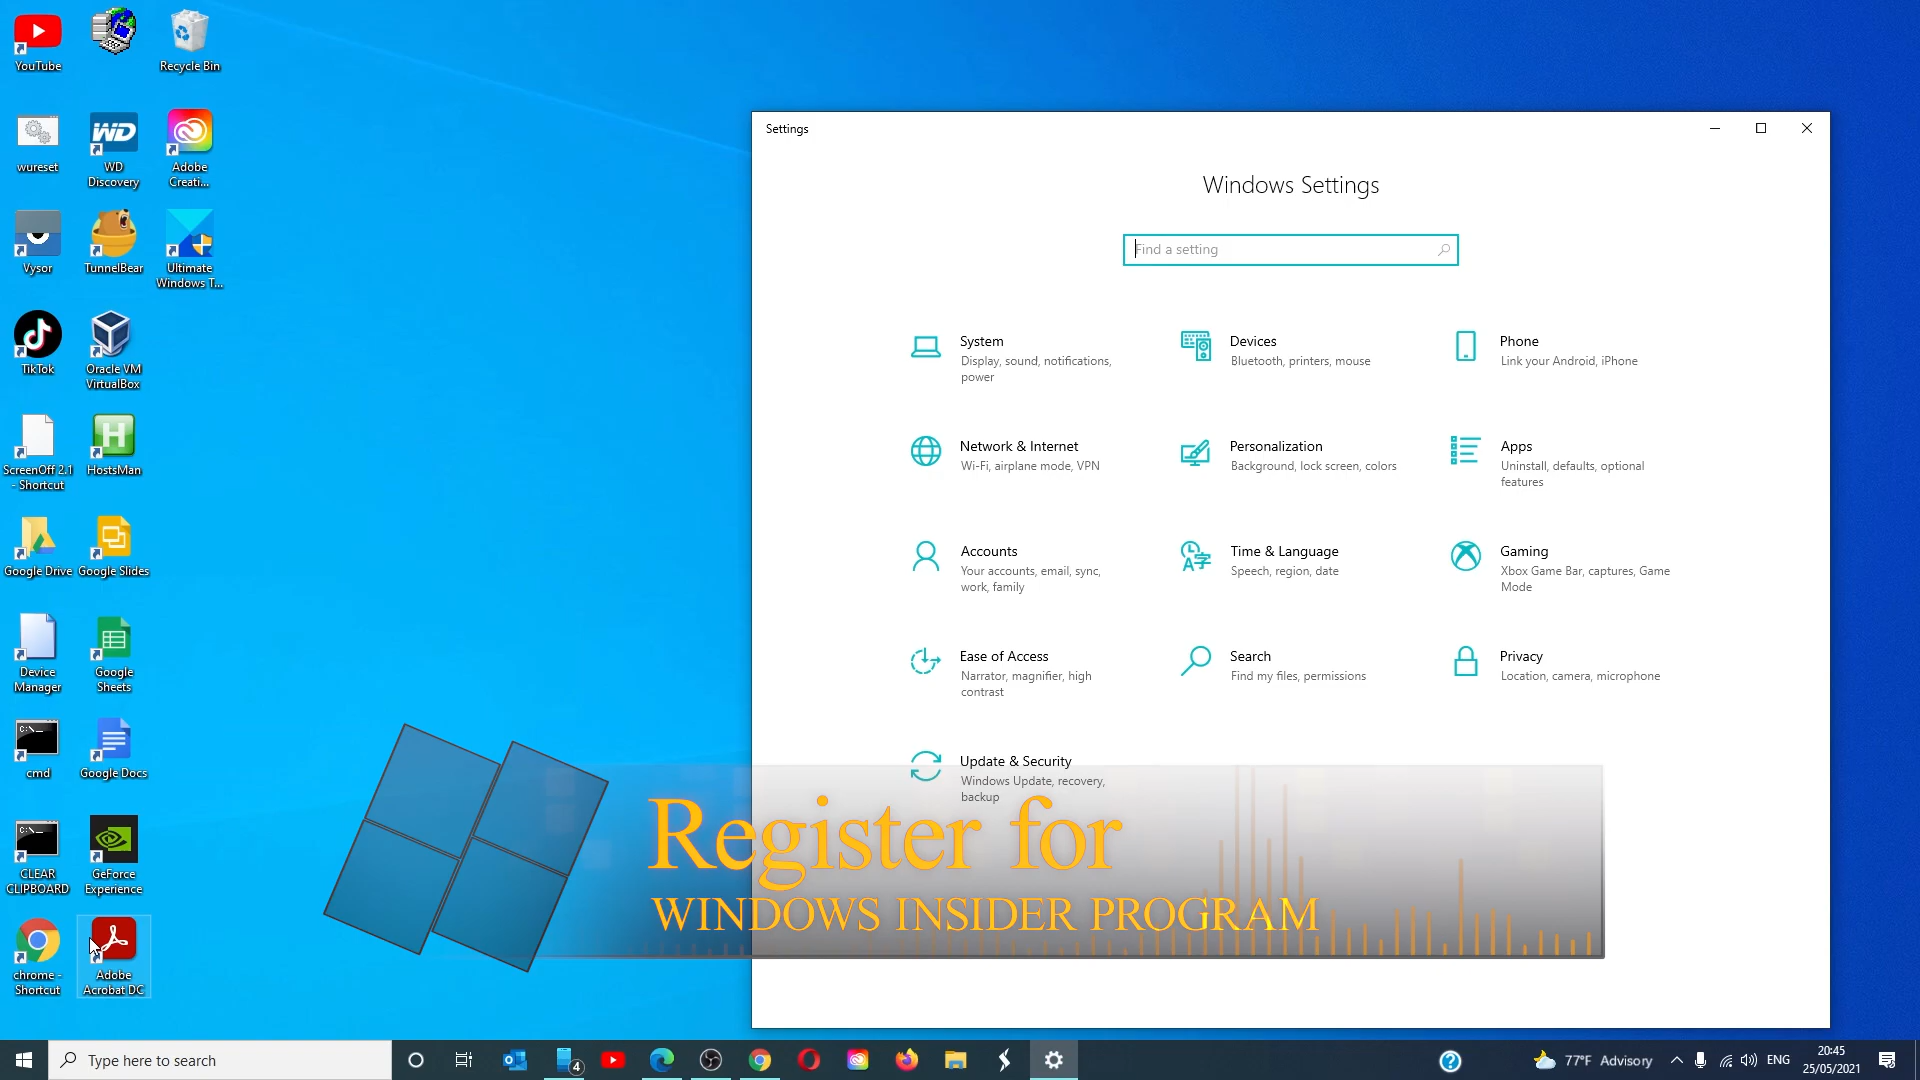 YouTube
Recycle Bin
wureset
WD
Discovery
Adobe
Creati...
Vysor
TunnelBear
Ultimate
Windows T...
TikTok
Oracle VM
VirtualBox
ScreenOff 2.1
- Shortcut
HostsMan
Google Drive
Google Slides
Device
Manager
Google
Sheets
cmd
Google Docs
CLEAR
CLIPBOARD
GeForce
Experience
chrome -
Shortcut
Adobe
Acrobat DC
Settings
Windows Settings
Find a setting
System
Display, sound, notifications,
power
Devices
Bluetooth, printers, mouse
Phone
Link your Android, iPhone
Network & Internet
Wi-Fi, airplane mode, VPN
Personalization
Background, lock screen, colors
Apps
Uninstall, defaults, optional
features
Accounts
Your accounts, email, sync,
work, family
Time & Language
Speech, region, date
Gaming
Xbox Game Bar, captures, Game
Mode
Ease of Access
Narrator, magnifier, high
contrast
Search
Find my files, permissions
Privacy
Location, camera, microphone
Update & Security
Windows Update, recovery,
backup
Register for
WINDOWS INSIDER PROGRAM
Type here to search
4
77°F Advisory
ENG
20:45
25/05/2021